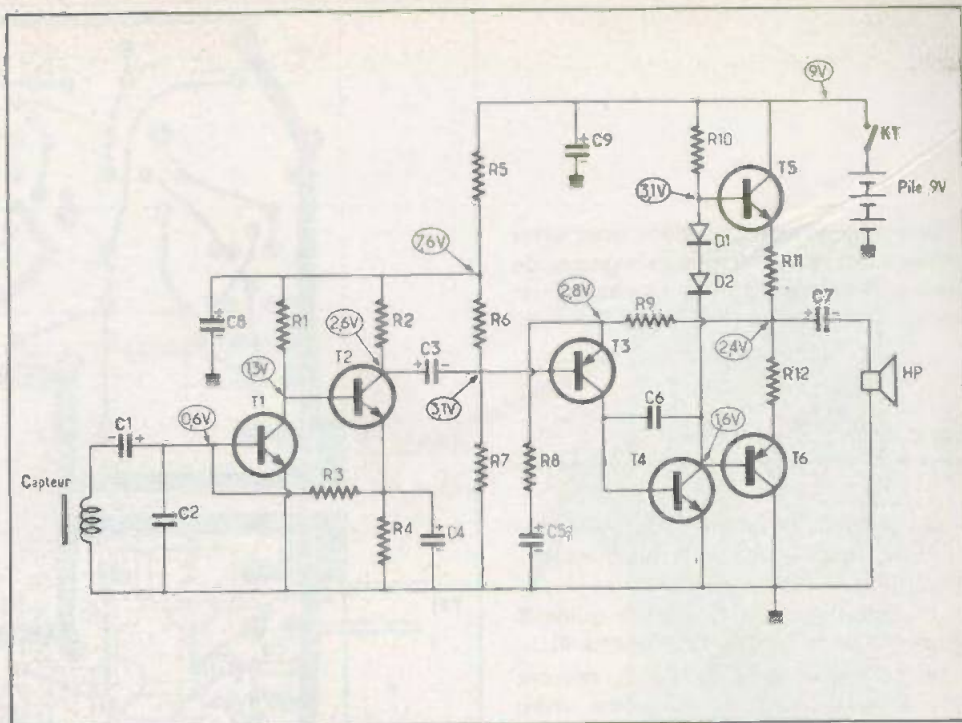 9V
KT
Pile 9V
R10
T5
3,1V
D1
D2
R11
C9
R5
7,6V
C8
R1
R2
2,6V
C3
R6
2,8V
R9
C7
2,4V
HP
T3
1,3V
T2
T1
3,1V
C6
R12
1,6V
C1
0,6V
Capteur
C2
R3
R4
C4
R7
R8
C5
T4
T6